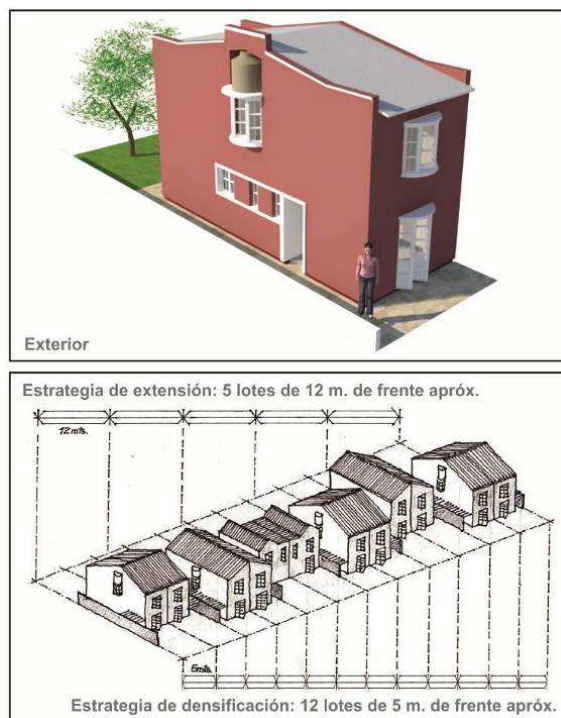 Exterior
Estrategia de extensión: 5 lotes de 12 m. de frente apróx.
12 mts.
5 mts.
Estrategia de densificación: 12 lotes de 5 m. de frente apróx.